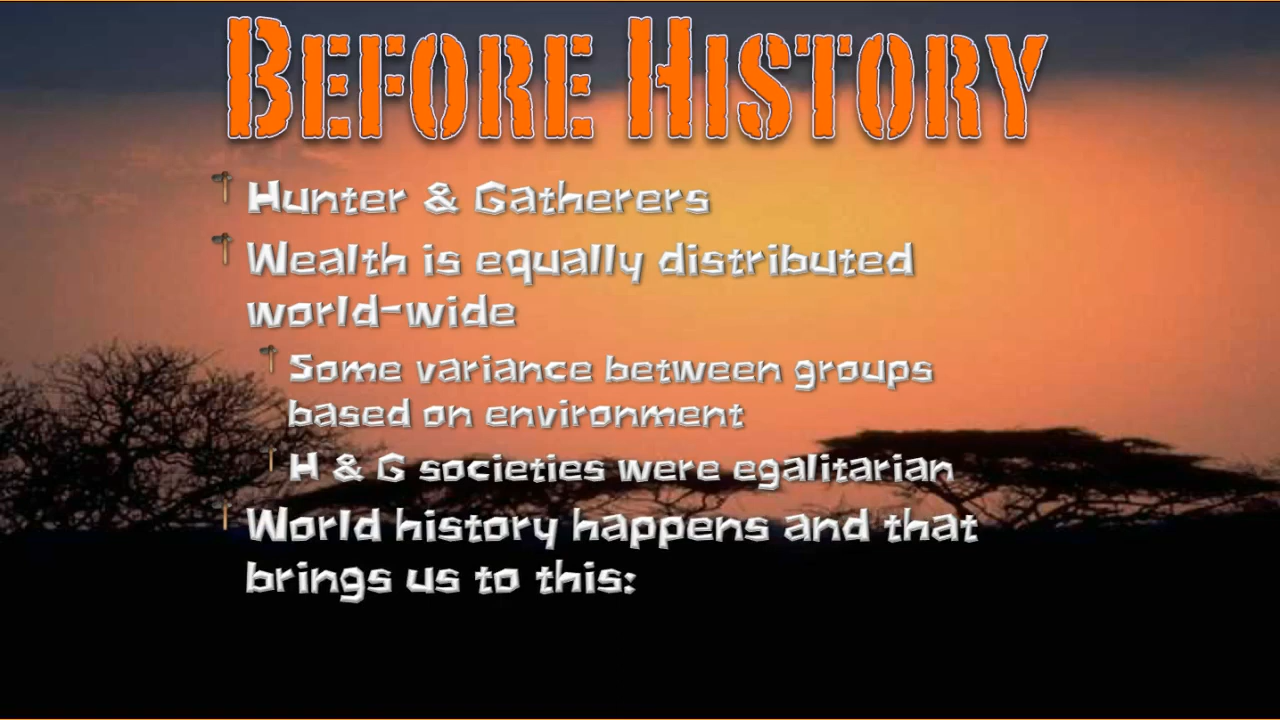 Before History
Hunter & Gatherers
Wealth is equally distributed
world-wide
Some variance between groups
based on environment
H & G societies were egalitarian
World history happens and that
brings us to this: